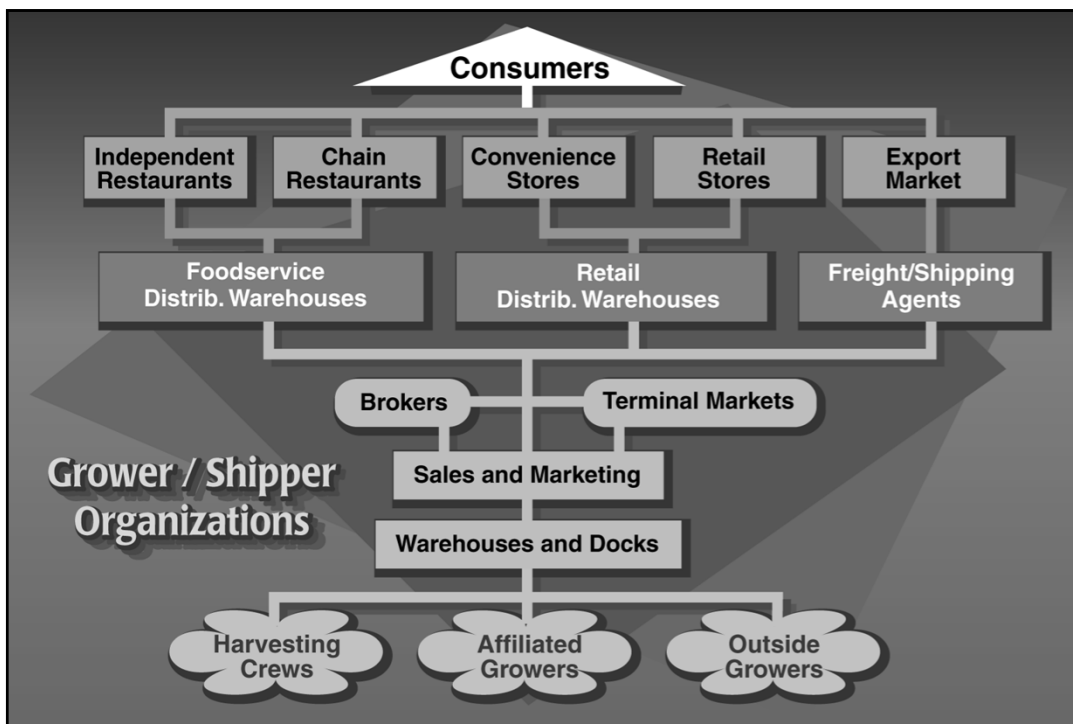 Consumers
Independent
Restaurants
Chain
Restaurants
Convenience
Stores
Retail
Stores
Export
Market
Foodservice
Distrib. Warehouses
Retail
Distrib. Warehouses
Freight/Shipping
Agents
Brokers
Terminal Markets
Grower / Shipper
Organizations
Sales and Marketing
Warehouses and Docks
Harvesting
Crews
Affiliated
Growers
Outside
Growers